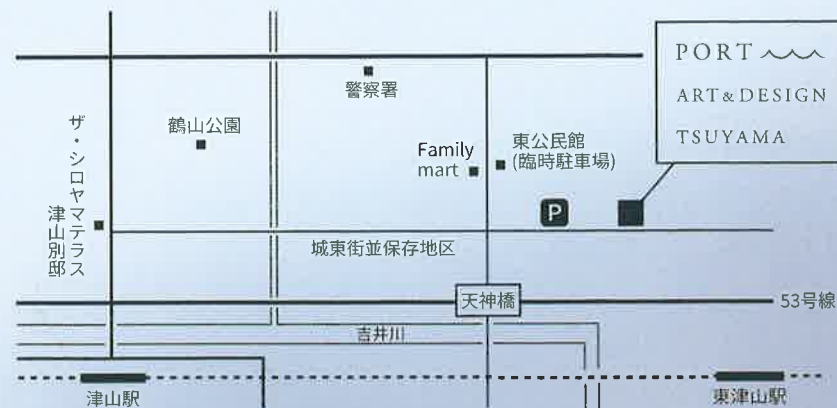 PORT
ART&DESIGN
TSUYAMA
警察署
鶴山公園
ザ・シロヤマテラス
津山別邸
Family
mart
東公民館
(臨時駐車場)
P
城東街並保存地区
天神橋
53号線
吉井川
津山駅
東津山駅